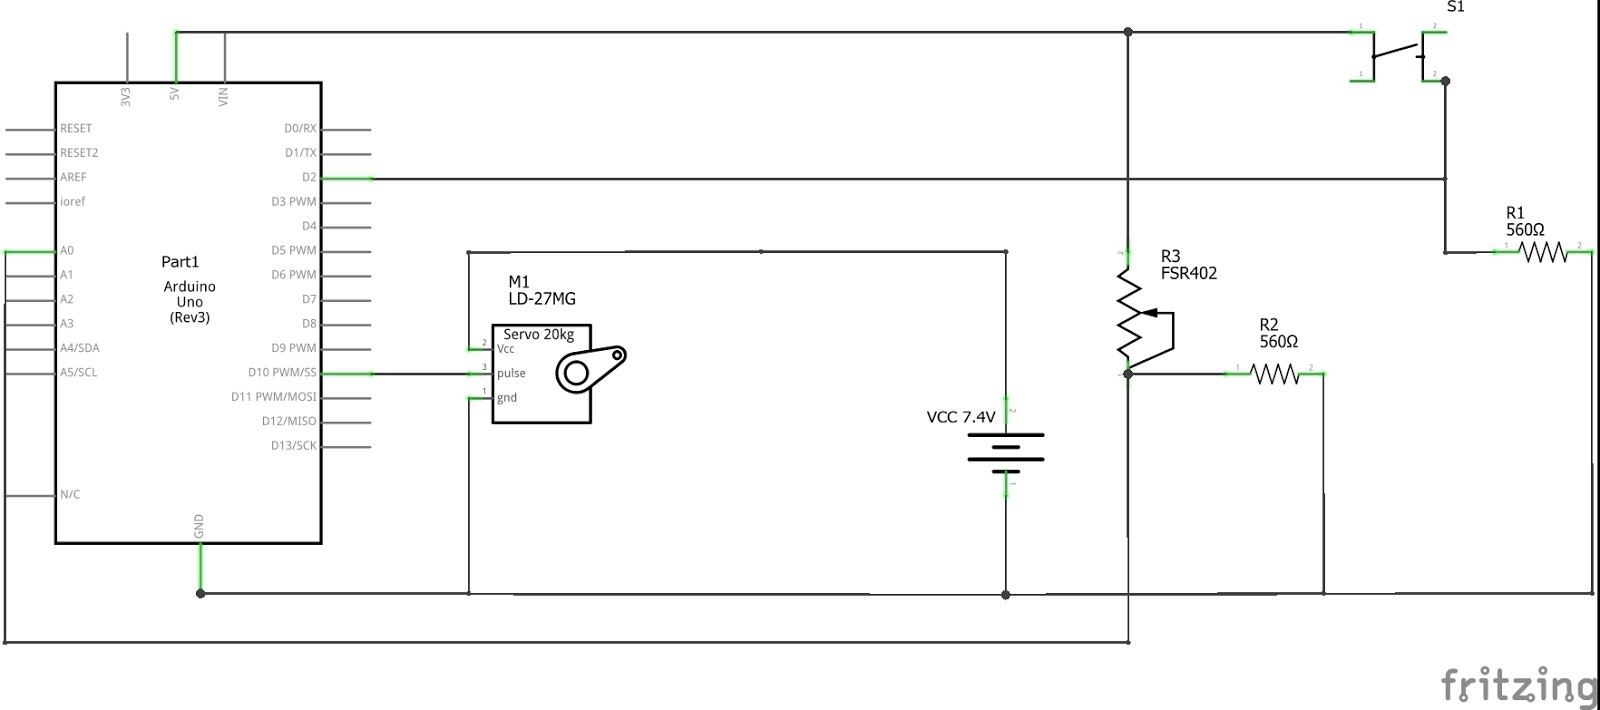 S1
1
2
1
2
3V3
5V
VIN
RESET
D0/RX
RESET2
D1/TX
AREF
D2
ioref
D3 PWM
D4
A0
D5 PWM
A1
D6 PWM
A2
D7
A3
D8
A4/SDA
D9 PWM
A5/SCL
D10 PWM/SS
D11 PWM/MOSI
D12/MISO
D13/SCK
N/C
GND
Part1
Arduino
Uno
(Rev3)
M1
LD-27MG
Servo 20kg
2
Vcc
3
pulse
1
gnd
VCC 7.4V
2
1
2
R3
FSR402
1
R2
560Ω
1
2
R1
560Ω
1
2
fritzing